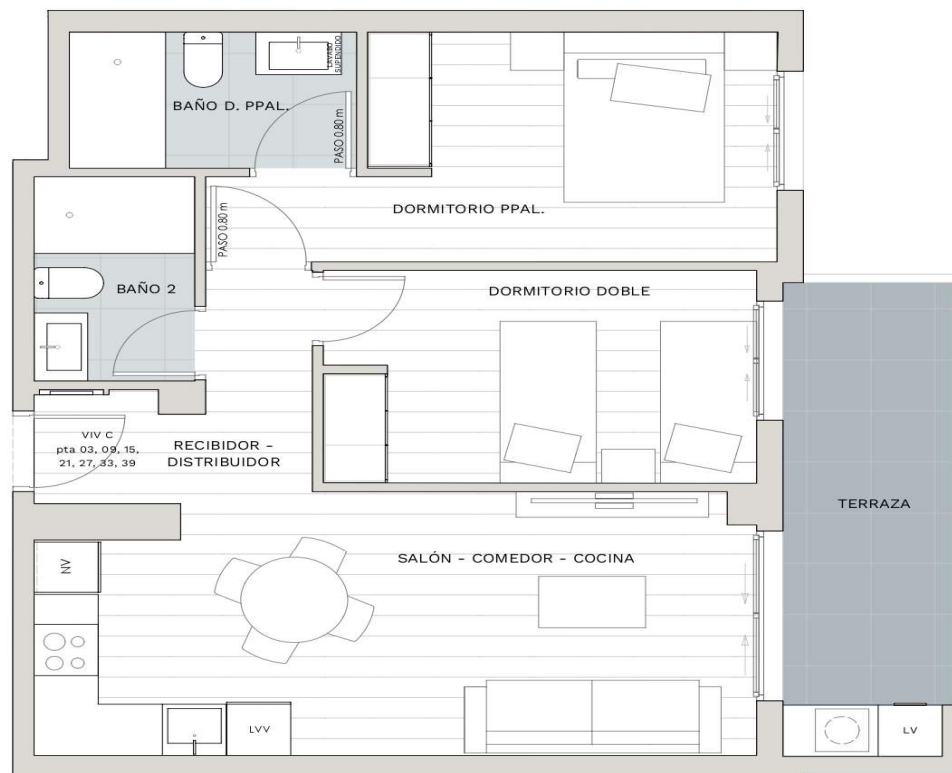 LAVABO
SUPENDIDO
BAÑO D. PPAL.
PASO 0.80 m
DORMITORIO PPAL.
PASO 0.80 m
BAÑO 2
DORMITORIO DOBLE
VIV C
pta 03, 09, 15,
21, 27, 33, 39
RECIBIDOR -
DISTRIBUIDOR
TERRAZA
SALÓN - COMEDOR - COCINA
NV
LVV
LV